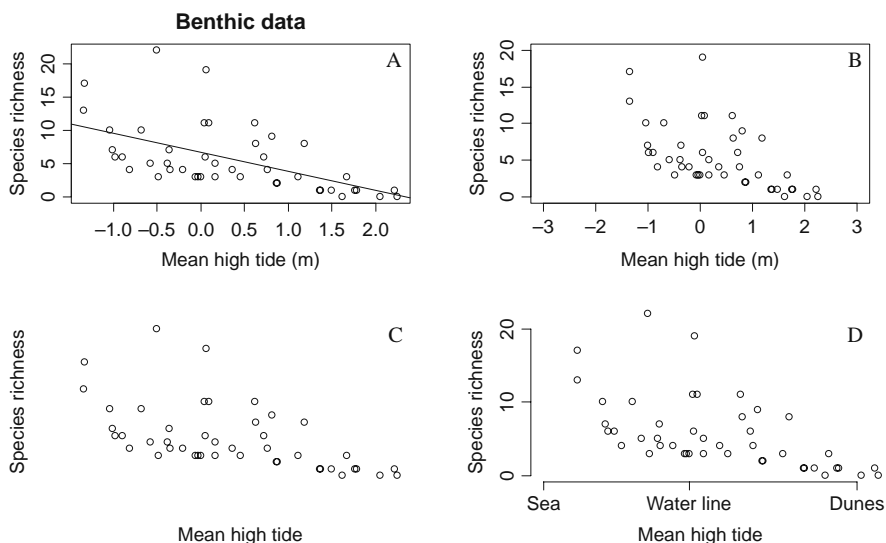 Benthic data
A
Species richness
20
15
10
5
0
−1.0 −0.5 0.0 0.5 1.0 1.5 2.0
Mean high tide (m)
B
Species richness
20
10
5
0
−3 −2 −1 0 1 2 3
Mean high tide (m)
C
Species richness
Mean high tide
D
Species richness
20
10
5
0
Sea Water line Dunes
Mean high tide